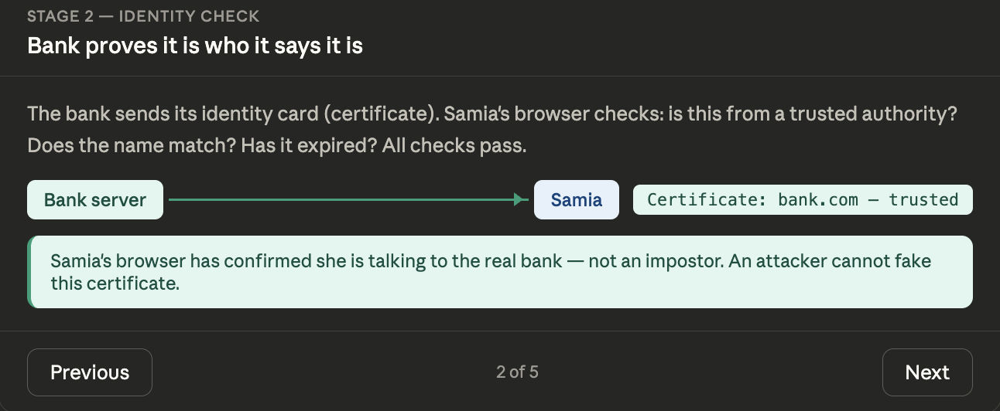 STAGE 2 — IDENTITY CHECK
Bank proves it is who it says it is
The bank sends its identity card (certificate). Samia's browser checks: is this from a trusted authority?
Does the name match? Has it expired? All checks pass.
Bank server
Samia
Certificate: bank.com — trusted
Samia's browser has confirmed she is talking to the real bank — not an impostor. An attacker cannot fake
this certificate.
Previous
2 of 5
Next